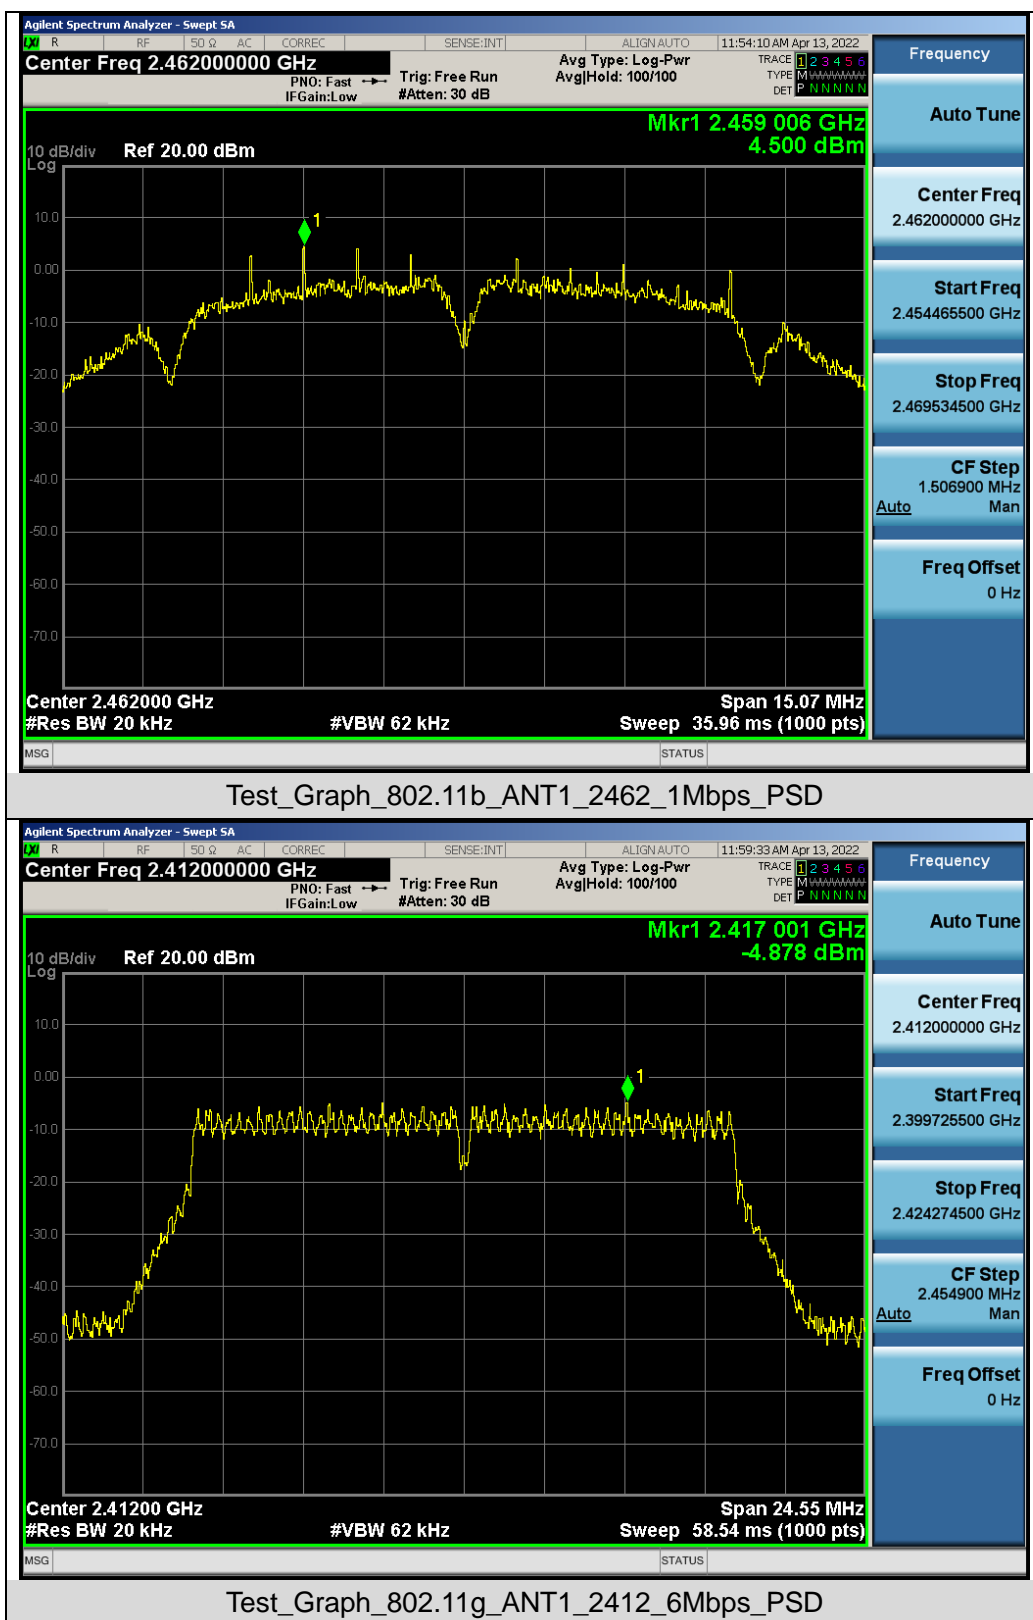 Agilent Spectrum Analyzer - Swept SA
LXI R RF 50 Ω AC CORREC SENSE:INT ALIGN AUTO 11:54:10 AM Apr 13, 2022
Center Freq 2.462000000 GHz
PNO: Fast
IFGain:Low
Trig: Free Run
#Atten: 30 dB
Avg Type: Log-Pwr
Avg|Hold: 100/100
TRACE 1 2 3 4 5 6
TYPE M WWWWW
DET P N N N N N
Mkr1 2.459 006 GHz
4.500 dBm
10 dB/div Ref 20.00 dBm
Log
10.0
1
0.00
-10.0
-20.0
-30.0
-40.0
-50.0
-60.0
-70.0
Center 2.462000 GHz Span 15.07 MHz
#Res BW 20 kHz #VBW 62 kHz Sweep 35.96 ms (1000 pts)
MSG STATUS
Frequency
Auto Tune
Center Freq
2.462000000 GHz
Start Freq
2.454465500 GHz
Stop Freq
2.469534500 GHz
CF Step
1.506900 MHz
Auto Man
Freq Offset
0 Hz
Test_Graph_802.11b_ANT1_2462_1Mbps_PSD
Agilent Spectrum Analyzer - Swept SA
LXI R RF 50 Ω AC CORREC SENSE:INT ALIGN AUTO 11:59:33 AM Apr 13, 2022
Center Freq 2.412000000 GHz
PNO: Fast
IFGain:Low
Trig: Free Run
#Atten: 30 dB
Avg Type: Log-Pwr
Avg|Hold: 100/100
TRACE 1 2 3 4 5 6
TYPE M WWWWW
DET P N N N N N
Mkr1 2.417 001 GHz
-4.878 dBm
10 dB/div Ref 20.00 dBm
Log
10.0
0.00
1
-10.0
-20.0
-30.0
-40.0
-50.0
-60.0
-70.0
Center 2.41200 GHz Span 24.55 MHz
#Res BW 20 kHz #VBW 62 kHz Sweep 58.54 ms (1000 pts)
MSG STATUS
Frequency
Auto Tune
Center Freq
2.412000000 GHz
Start Freq
2.399725500 GHz
Stop Freq
2.424274500 GHz
CF Step
2.454900 MHz
Auto Man
Freq Offset
0 Hz
Test_Graph_802.11g_ANT1_2412_6Mbps_PSD